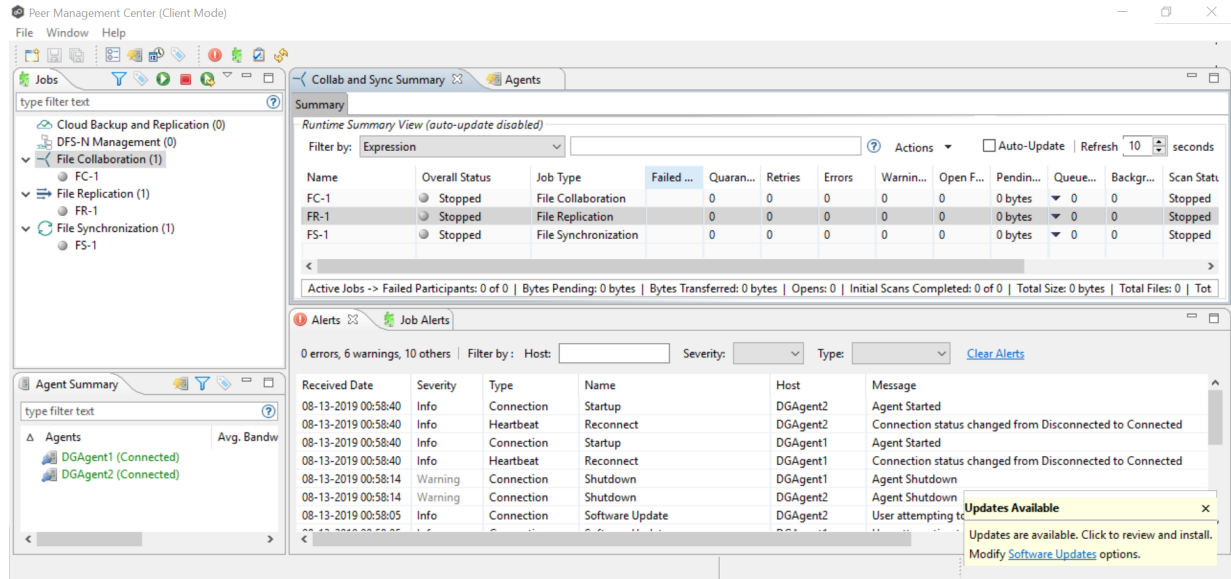 Peer Management Center (Client Mode)
File Window Help
Jobs
type filter text
Cloud Backup and Replication (0)
DFS-N Management (0)
File Collaboration (1)
FC-1
File Replication (1)
FR-1
File Synchronization (1)
FS-1
Agent Summary
type filter text
Agents Avg. Bandw
DGAgent1 (Connected)
DGAgent2 (Connected)
Collab and Sync Summary Agents
Summary
Runtime Summary View (auto-update disabled)
Filter by: Expression Actions Auto-Update | Refresh 10 seconds
Name Overall Status Job Type Failed ... Quaran... Retries Errors Warnin... Open F... Pendin... Queue... Backgr... Scan Statu
FC-1 Stopped File Collaboration 0 0 0 0 0 0 bytes 0 0 Stopped
FR-1 Stopped File Replication 0 0 0 0 0 0 bytes 0 0 Stopped
FS-1 Stopped File Synchronization 0 0 0 0 0 0 bytes 0 0 Stopped
Active Jobs -> Failed Participants: 0 of 0 | Bytes Pending: 0 bytes | Bytes Transferred: 0 bytes | Opens: 0 | Initial Scans Completed: 0 of 0 | Total Size: 0 bytes | Total Files: 0 | Tot
Alerts Job Alerts
0 errors, 6 warnings, 10 others | Filter by : Host: Severity: Type: Clear Alerts
Received Date Severity Type Name Host Message
08-13-2019 00:58:40 Info Connection Startup DGAgent2 Agent Started
08-13-2019 00:58:40 Info Heartbeat Reconnect DGAgent2 Connection status changed from Disconnected to Connected
08-13-2019 00:58:40 Info Connection Startup DGAgent1 Agent Started
08-13-2019 00:58:40 Info Heartbeat Reconnect DGAgent1 Connection status changed from Disconnected to Connected
08-13-2019 00:58:14 Warning Connection Shutdown DGAgent1 Agent Shutdown
08-13-2019 00:58:14 Warning Connection Shutdown DGAgent2 Agent Shutdown
08-13-2019 00:58:05 Info Connection Software Update DGAgent2 User attempting to
Updates Available
Updates are available. Click to review and install.
Modify Software Updates options.